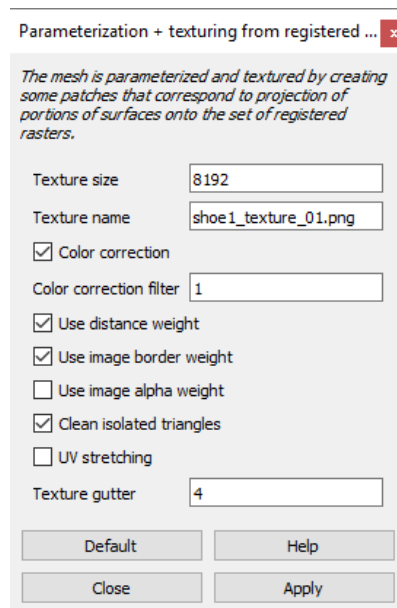 Parameterization + texturing from registered ...
x
The mesh is parameterized and textured by creating
some patches that correspond to projection of
portions of surfaces onto the set of registered
rasters.
Texture size 8192
Texture name shoe1_texture_01.png
Color correction
Color correction filter 1
Use distance weight
Use image border weight
Use image alpha weight
Clean isolated triangles
UV stretching
Texture gutter 4
Default Help
Close Apply